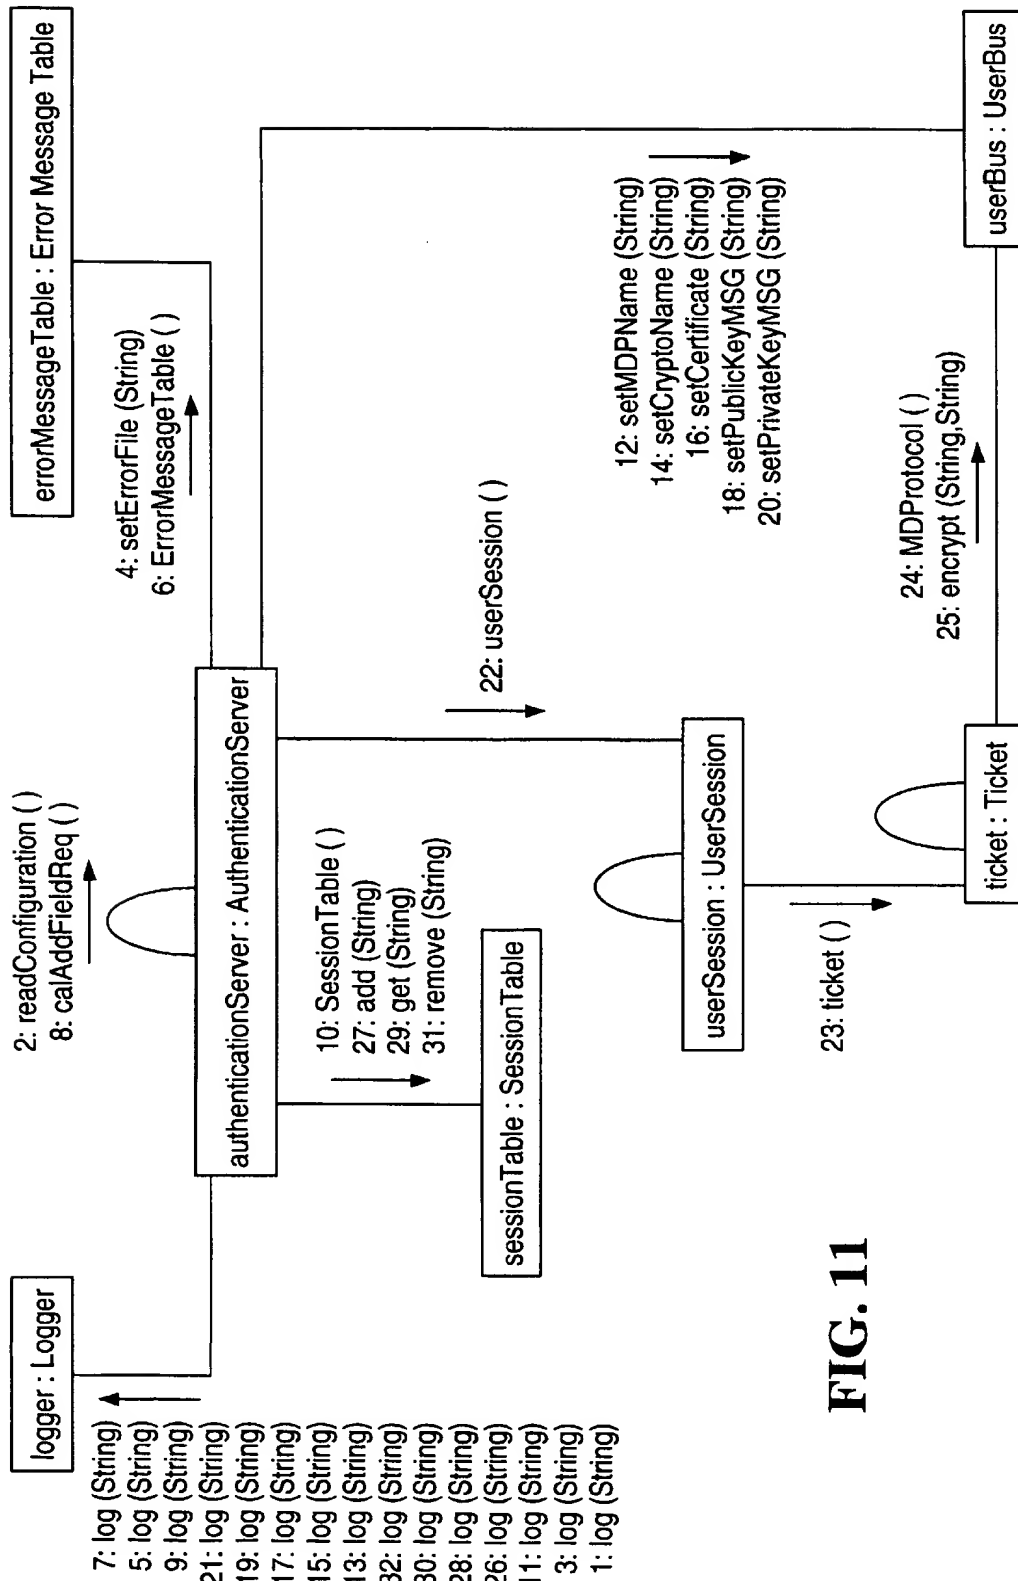 logger : Logger
errorMessageTable : Error Message Table
7: log (String)
5: log (String)
9: log (String)
21: log (String)
19: log (String)
17: log (String)
15: log (String)
13: log (String)
32: log (String)
30: log (String)
28: log (String)
26: log (String)
11: log (String)
3: log (String)
1: log (String)
2: readConfiguration ( )
8: calAddFieldReq ( )
4: setErrorFile (String)
6: ErrorMessageTable ( )
authenticationServer : AuthenticationServer
10: SessionTable ( )
27: add (String)
29: get (String)
31: remove (String)
sessionTable : SessionTable
22: userSession ( )
12: setMDPName (String)
14: setCryptoName (String)
16: setCertificate (String)
18: setPublicKeyMSG (String)
20: setPrivateKeyMSG (String)
userSession : UserSession
23: ticket ( )
24: MDProtocol ( )
25: encrypt (String,String)
ticket : Ticket
userBus : UserBus
FIG. 11